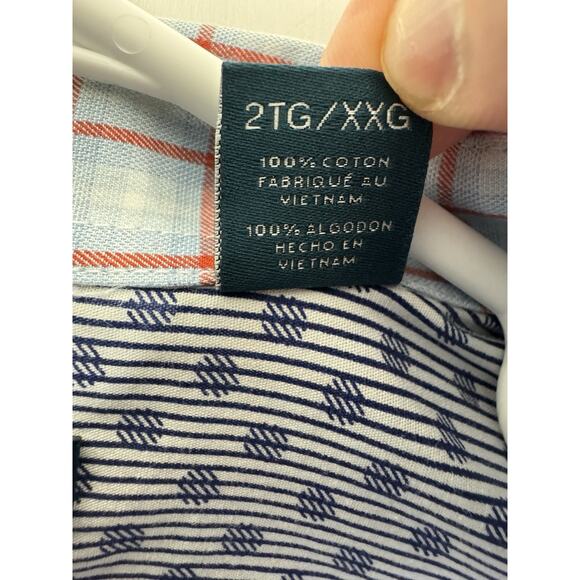 2TG/XXG
100% COTON
FABRIQUÉ AU
VIETNAM
100% ALGODON
HECHO EN
VIETNAM